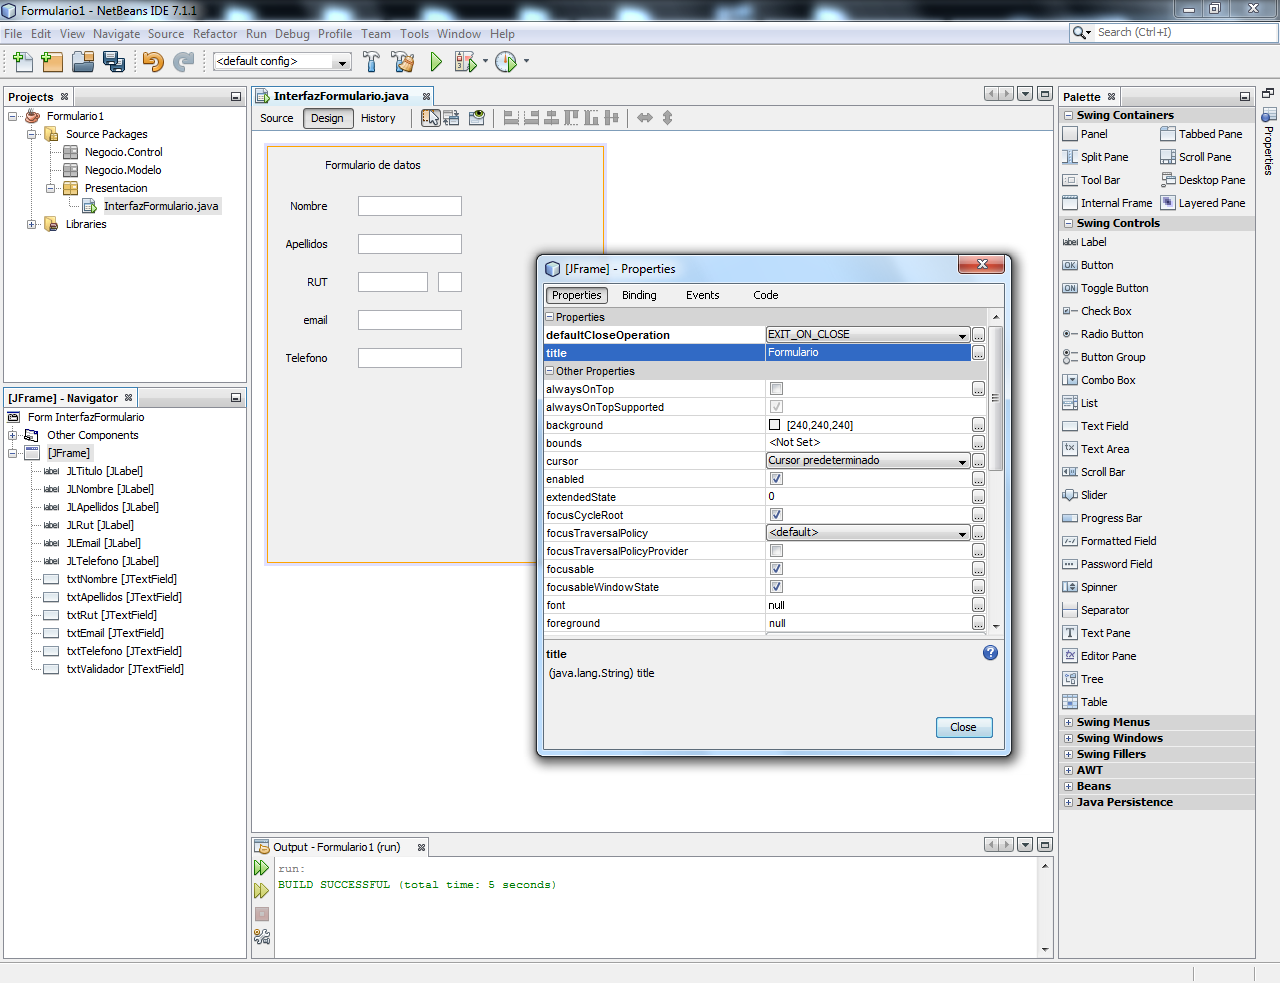 Formulario1 - NetBeans IDE 7.1.1
File Edit View Navigate Source Refactor Run Debug Profile Team Tools Window Help
Search (Ctrl+I)
<default config>
Projects
Formulario1
Source Packages
Negocio.Control
Negocio.Modelo
Presentacion
InterfazFormulario.java
Libraries
[JFrame] - Navigator
Form InterfazFormulario
Other Components
[JFrame]
label JLTitulo [JLabel]
label JLNombre [JLabel]
label JLApellidos [JLabel]
label JLRut [JLabel]
label JLEmail [JLabel]
label JLTelefono [JLabel]
txtNombre [JTextField]
txtApellidos [JTextField]
txtRut [JTextField]
txtEmail [JTextField]
txtTelefono [JTextField]
txtValidador [JTextField]
InterfazFormulario.java
Source Design History
Formulario de datos
Nombre
Apellidos
RUT
email
Telefono
[JFrame] - Properties
Properties Binding Events Code
Properties
defaultCloseOperation EXIT_ON_CLOSE ...
title Formulario ...
Other Properties
alwaysOnTop ...
alwaysOnTopSupported
background [240,240,240] ...
bounds <Not Set> ...
cursor Cursor predeterminado ...
enabled ...
extendedState 0 ...
focusCycleRoot ...
focusTraversalPolicy <default> ...
focusTraversalPolicyProvider ...
focusable ...
focusableWindowState ...
font null ...
foreground null ...
title
(java.lang.String) title
Close
Output - Formulario1 (run)
run:
BUILD SUCCESSFUL (total time: 5 seconds)
Palette
Swing Containers
Panel Tabbed Pane
Split Pane Scroll Pane
Tool Bar Desktop Pane
Internal Frame Layered Pane
Swing Controls
label Label
OK Button
ON Toggle Button
Check Box
Radio Button
Button Group
Combo Box
List
Text Field
Text Area
Scroll Bar
Slider
Progress Bar
Formatted Field
Password Field
Spinner
Separator
Text Pane
Editor Pane
Tree
Table
Swing Menus
Swing Windows
Swing Fillers
AWT
Beans
Java Persistence
Properties